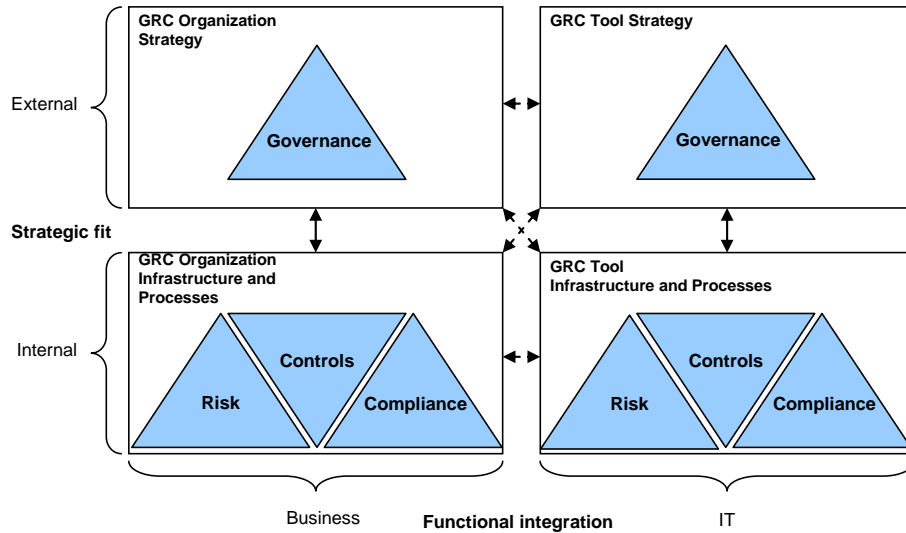 GRC Organization
Strategy
GRC Tool Strategy
External
Governance
Governance
Strategic fit
GRC Organization
Infrastructure and
Processes
GRC Tool
Infrastructure and Processes
Internal
Controls
Risk
Compliance
Controls
Risk
Compliance
Business
Functional integration
IT